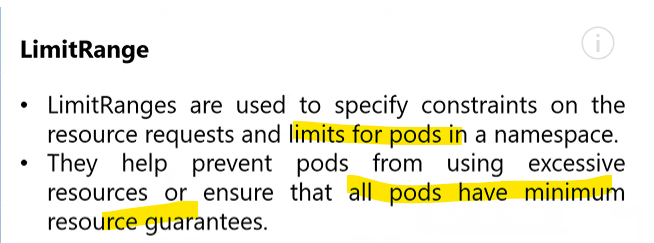 LimitRange
• LimitRanges are used to specify constraints on the
resource requests and limits for pods in a namespace.
• They help prevent pods from using excessive
resources or ensure that all pods have minimum
resource guarantees.